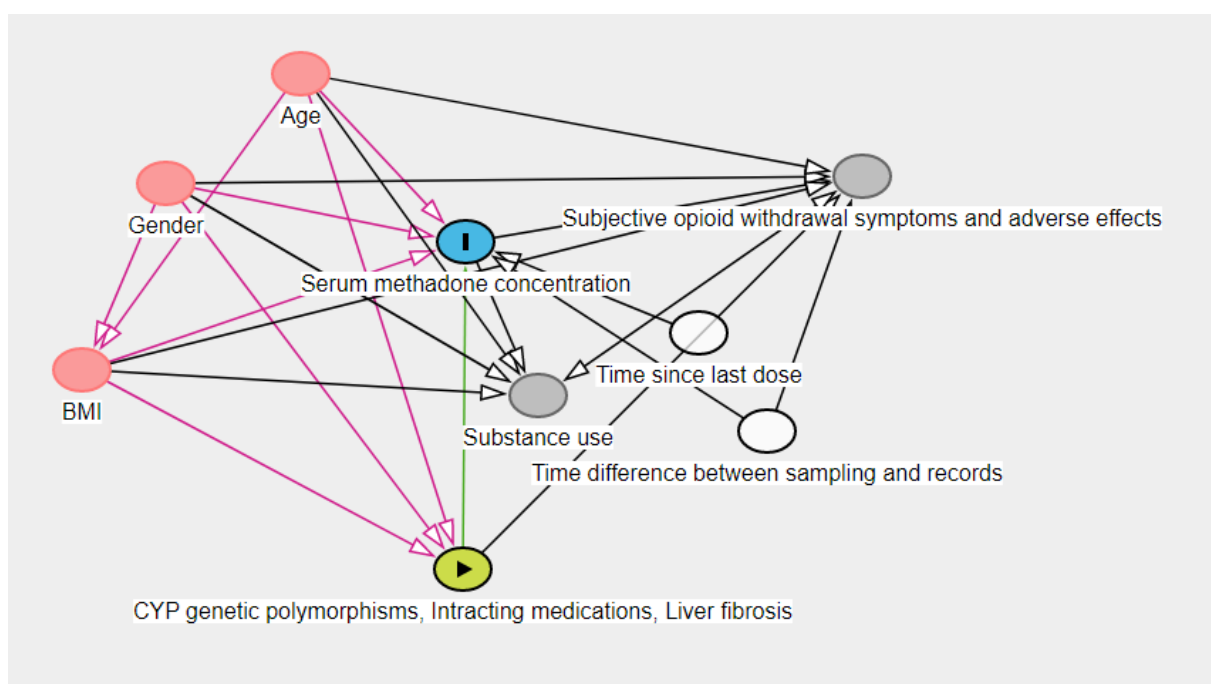 Age
Gender
Subjective opioid withdrawal symptoms and adverse effects
Serum methadone concentration
Time since last dose
BMI
Substance use
Time difference between sampling and records
CYP genetic polymorphisms, Intracting medications, Liver fibrosis